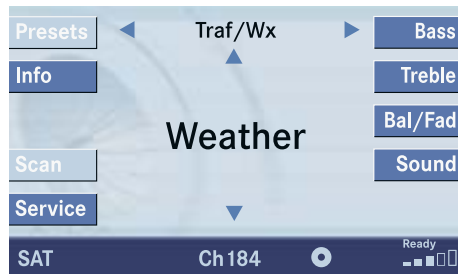 Presets
Traf/Wx
Bass
Info
Treble
Weather
Bal/Fad
Scan
Sound
Service
SAT
Ch 184
Ready